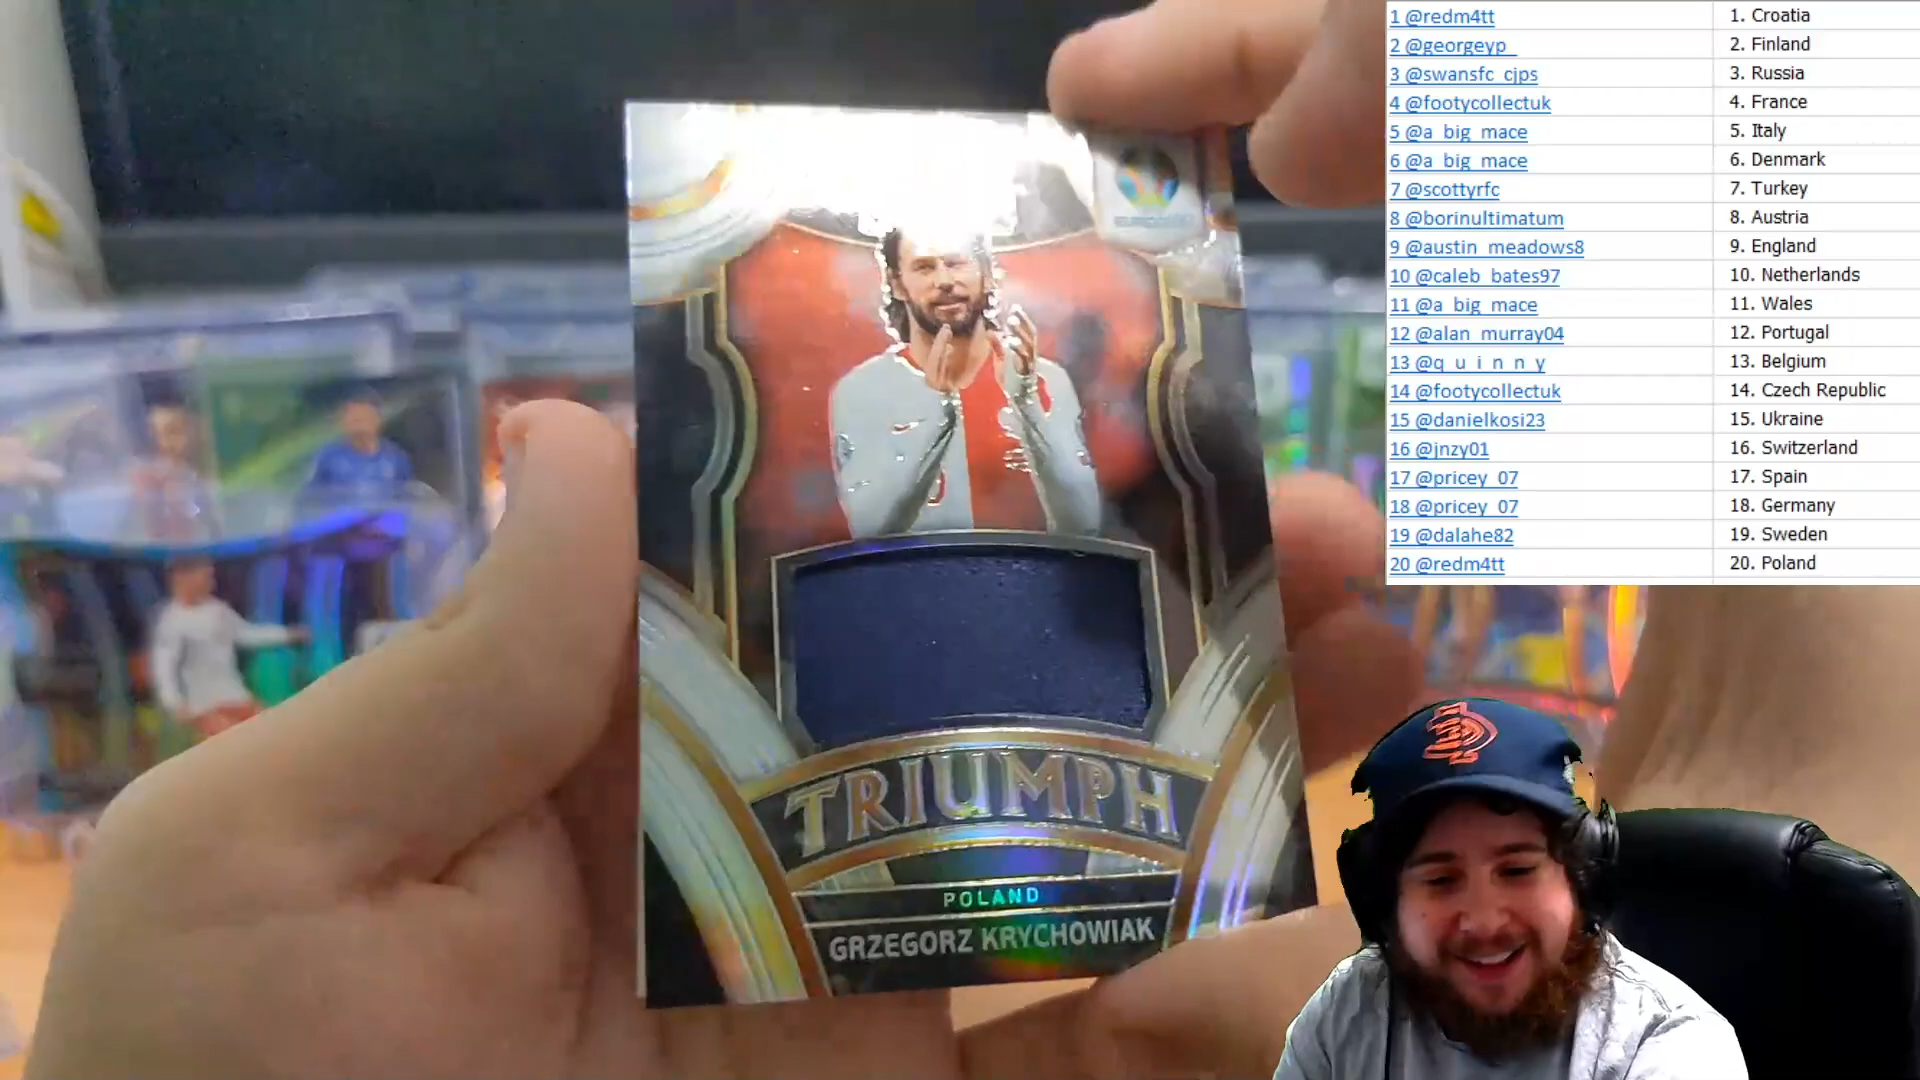 1 @redm4tt 1. Croatia
2 @georgeyp_ 2. Finland
3 @swansfc_cjps 3. Russia
4 @footycollectuk 4. France
5 @a_big_mace 5. Italy
6 @a_big_mace 6. Denmark
7 @scottyrfc 7. Turkey
8 @borinultimatum 8. Austria
9 @austin_meadows8 9. England
10 @caleb_bates97 10. Netherlands
11 @a_big_mace 11. Wales
12 @alan_murray04 12. Portugal
13 @q_u_i_n_n_y 13. Belgium
14 @footycollectuk 14. Czech Republic
15 @danielkosi23 15. Ukraine
16 @jnzy01 16. Switzerland
17 @pricey_07 17. Spain
18 @pricey_07 18. Germany
19 @dalahe82 19. Sweden
20 @redm4tt 20. Poland
TRIUMPH
POLAND
GRZEGORZ KRYCHOWIAK